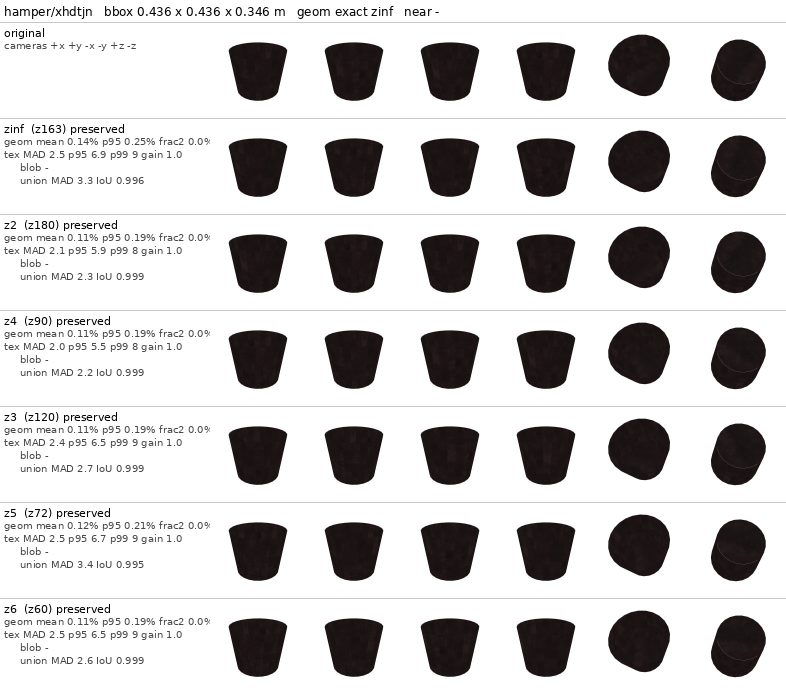 hamper/xhdtjn bbox 0.436 x 0.436 x 0.346 m geom exact zinf near -
original
cameras +x +y -x -y +z -z
zinf (z163) preserved
geom mean 0.14% p95 0.25% frac2 0.0%
tex MAD 2.5 p95 6.9 p99 9 gain 1.0
blob -
union MAD 3.3 IoU 0.996
z2 (z180) preserved
geom mean 0.11% p95 0.19% frac2 0.0%
tex MAD 2.1 p95 5.9 p99 8 gain 1.0
blob -
union MAD 2.3 IoU 0.999
z4 (z90) preserved
geom mean 0.11% p95 0.19% frac2 0.0%
tex MAD 2.0 p95 5.5 p99 8 gain 1.0
blob -
union MAD 2.2 IoU 0.999
z3 (z120) preserved
geom mean 0.11% p95 0.19% frac2 0.0%
tex MAD 2.4 p95 6.5 p99 9 gain 1.0
blob -
union MAD 2.7 IoU 0.999
z5 (z72) preserved
geom mean 0.12% p95 0.21% frac2 0.0%
tex MAD 2.5 p95 6.7 p99 9 gain 1.0
blob -
union MAD 3.4 IoU 0.995
z6 (z60) preserved
geom mean 0.11% p95 0.19% frac2 0.0%
tex MAD 2.5 p95 6.5 p99 9 gain 1.0
blob -
union MAD 2.6 IoU 0.999